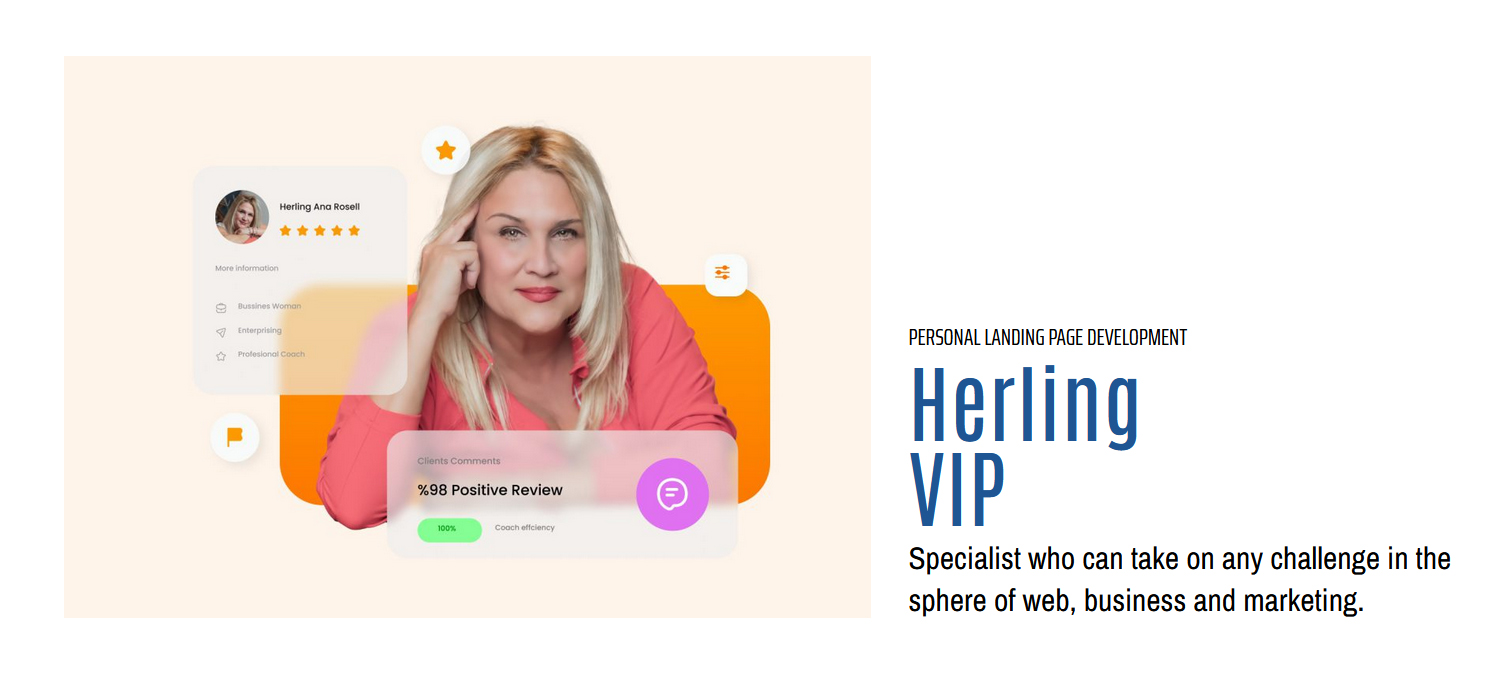 Herling Ana Rosell
More information
Bussines Woman
Enterprising
Profesional Coach
Clients Comments
%98 Positive Review
100%
Coach effciency
PERSONAL LANDING PAGE DEVELOPMENT
Herling
VIP
Specialist who can take on any challenge in the
sphere of web, business and marketing.